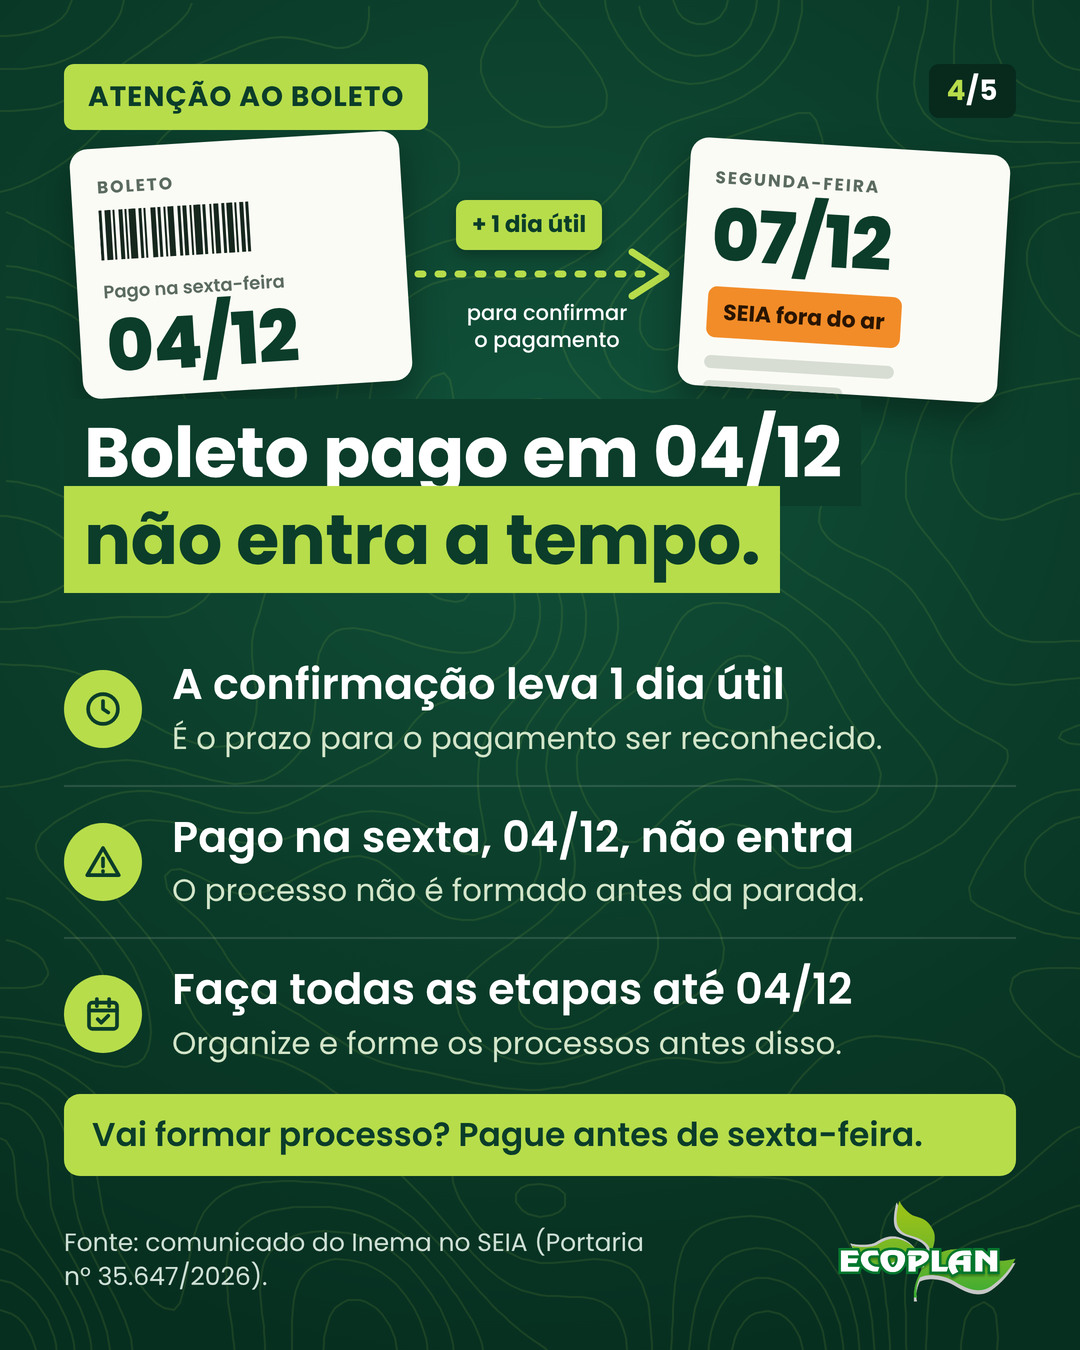 ATENÇÃO AO BOLETO
4/5
BOLETO
Pago na sexta-feira
04/12
+ 1 dia útil
para confirmar
o pagamento
SEGUNDA-FEIRA
07/12
SEIA fora do ar
Boleto pago em 04/12
não entra a tempo.
A confirmação leva 1 dia útil
É o prazo para o pagamento ser reconhecido.
Pago na sexta, 04/12, não entra
O processo não é formado antes da parada.
Faça todas as etapas até 04/12
Organize e forme os processos antes disso.
Vai formar processo? Pague antes de sexta-feira.
Fonte: comunicado do Inema no SEIA (Portaria
nº 35.647/2026).
ECOPLAN